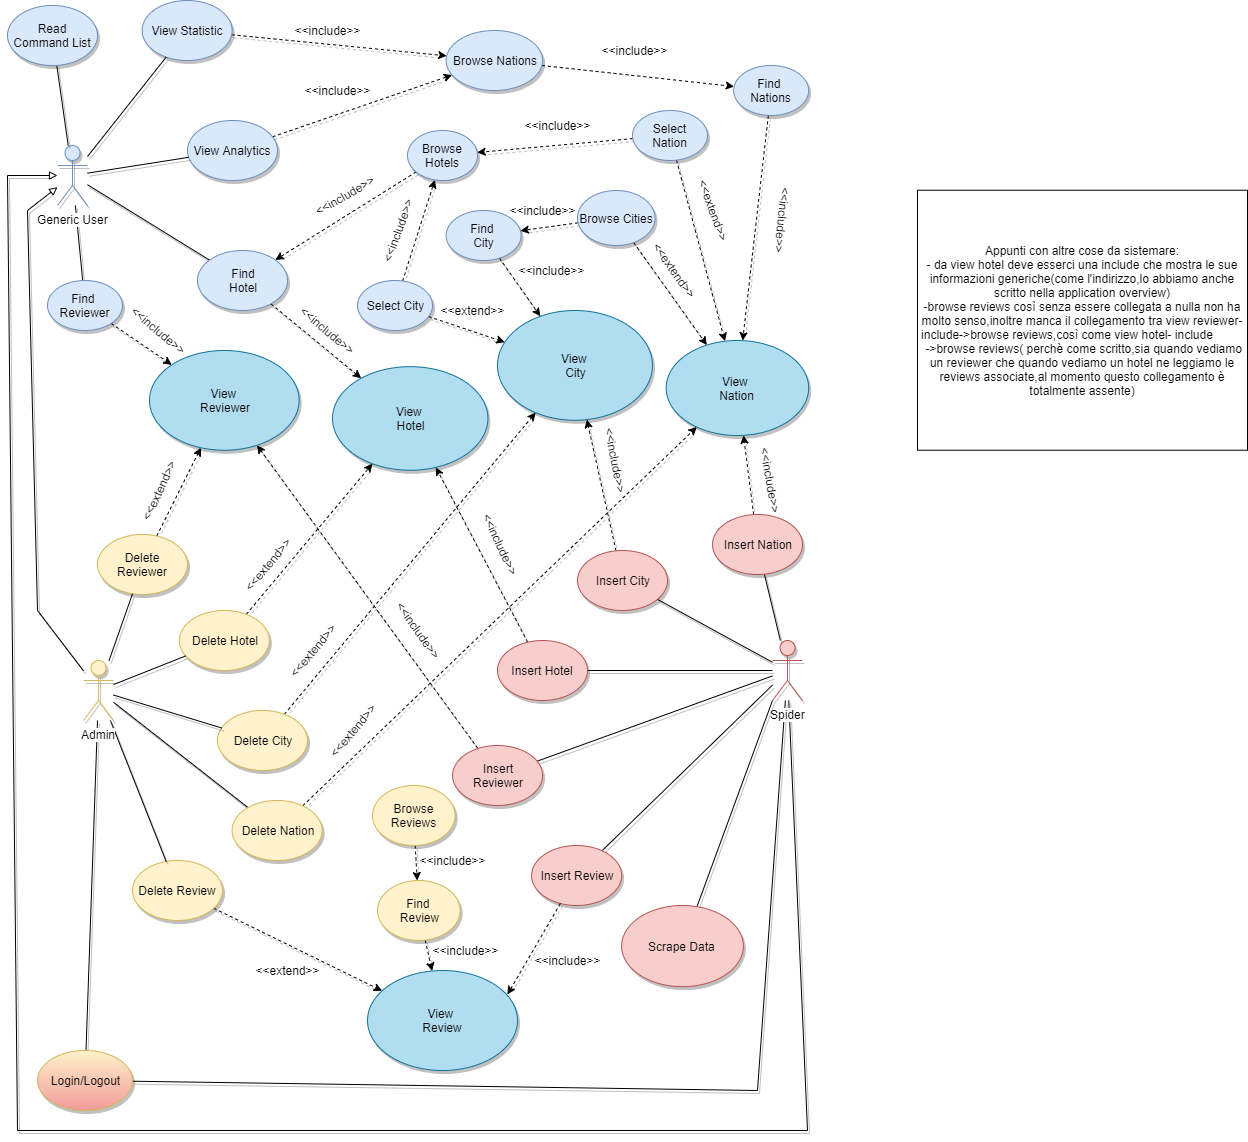 Read
Command List
View Statistic
<<include>>
Browse Nations
<<include>>
Find
Nations
<<include>>
View Analytics
<<include>>
Select
Nation
Browse
Hotels
<<include>>
<<extend>>
<<include>>
Generic User
<<include>>
Find
City
<<include>>
Browse Cities
<<extend>>
Find
Hotel
<<include>>
Find
Reviewer
<<include>>
<<include>>
Select City
<<extend>>
View
Reviewer
View
Hotel
View
City
View
Nation
Appunti con altre cose da sistemare:
- da view hotel deve esserci una include che mostra le sue
informazioni generiche(come l'indirizzo,lo abbiamo anche
scritto nella application overview)
-browse reviews così senza essere collegata a nulla non ha
molto senso,inoltre manca il collegamento tra view reviewer-
include->browse reviews,così come view hotel- include
->browse reviews( perchè come scritto,sia quando vediamo
un reviewer che quando vediamo un hotel ne leggiamo le
reviews associate,al momento questo collegamento è
totalmente assente)
<<extend>>
<<include>>
<<include>>
<<include>>
Delete
Reviewer
<<extend>>
Insert City
Insert Nation
Delete Hotel
<<extend>>
<<include>>
Insert Hotel
Admin
Spider
Delete City
<<extend>>
Insert
Reviewer
Delete Nation
Browse
Reviews
<<include>>
Delete Review
Find
Review
Insert Review
<<extend>>
<<include>>
<<include>>
Scrape Data
View
Review
Login/Logout